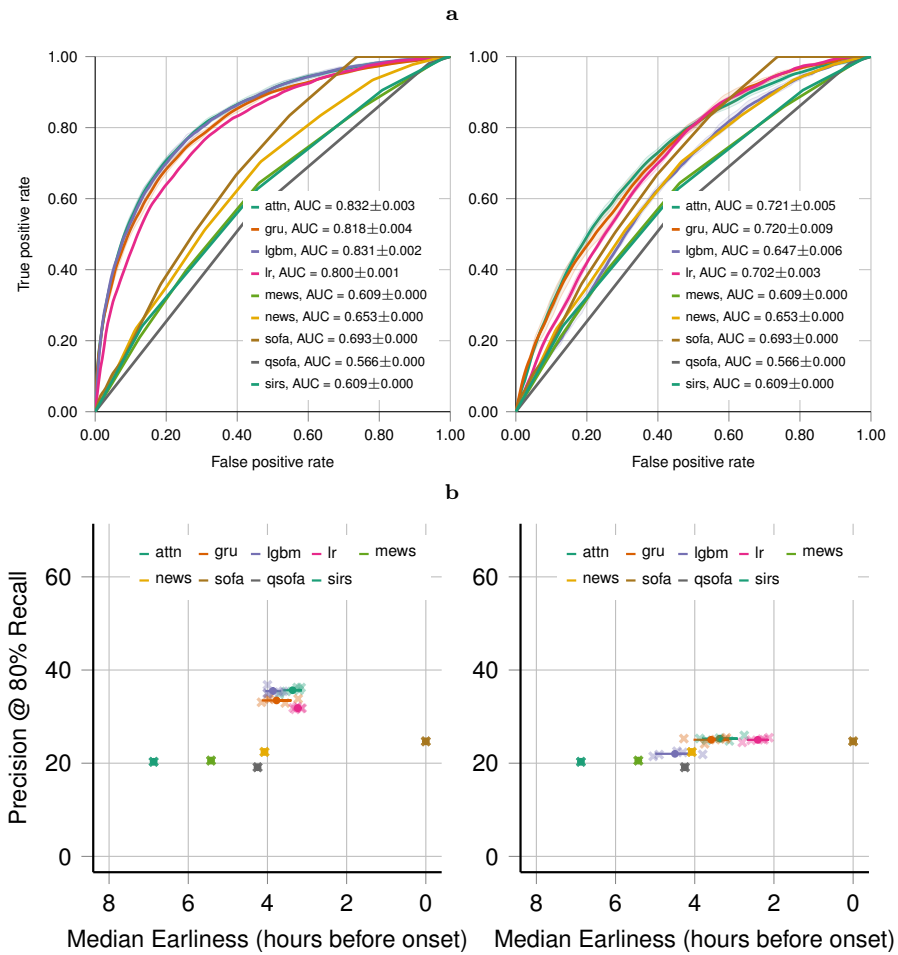 a
1.00
0.80
0.60
0.40
0.20
0.00
True positive rate
attn, AUC = 0.832±0.003
gru, AUC = 0.818±0.004
lgbm, AUC = 0.831±0.002
lr, AUC = 0.800±0.001
mews, AUC = 0.609±0.000
news, AUC = 0.653±0.000
sofa, AUC = 0.693±0.000
qsofa, AUC = 0.566±0.000
sirs, AUC = 0.609±0.000
0.00 0.20 0.40 0.60 0.80 1.00
False positive rate
1.00
0.80
0.60
0.40
0.20
0.00
attn, AUC = 0.721±0.005
gru, AUC = 0.720±0.009
lgbm, AUC = 0.647±0.006
lr, AUC = 0.702±0.003
mews, AUC = 0.609±0.000
news, AUC = 0.653±0.000
sofa, AUC = 0.693±0.000
qsofa, AUC = 0.566±0.000
sirs, AUC = 0.609±0.000
0.00 0.20 0.40 0.60 0.80 1.00
False positive rate
b
attn gru lgbm lr mews
news sofa qsofa sirs
60
40
20
0
Precision @ 80% Recall
8 6 4 2 0
Median Earliness (hours before onset)
attn gru lgbm lr mews
news sofa qsofa sirs
60
40
20
0
8 6 4 2 0
Median Earliness (hours before onset)